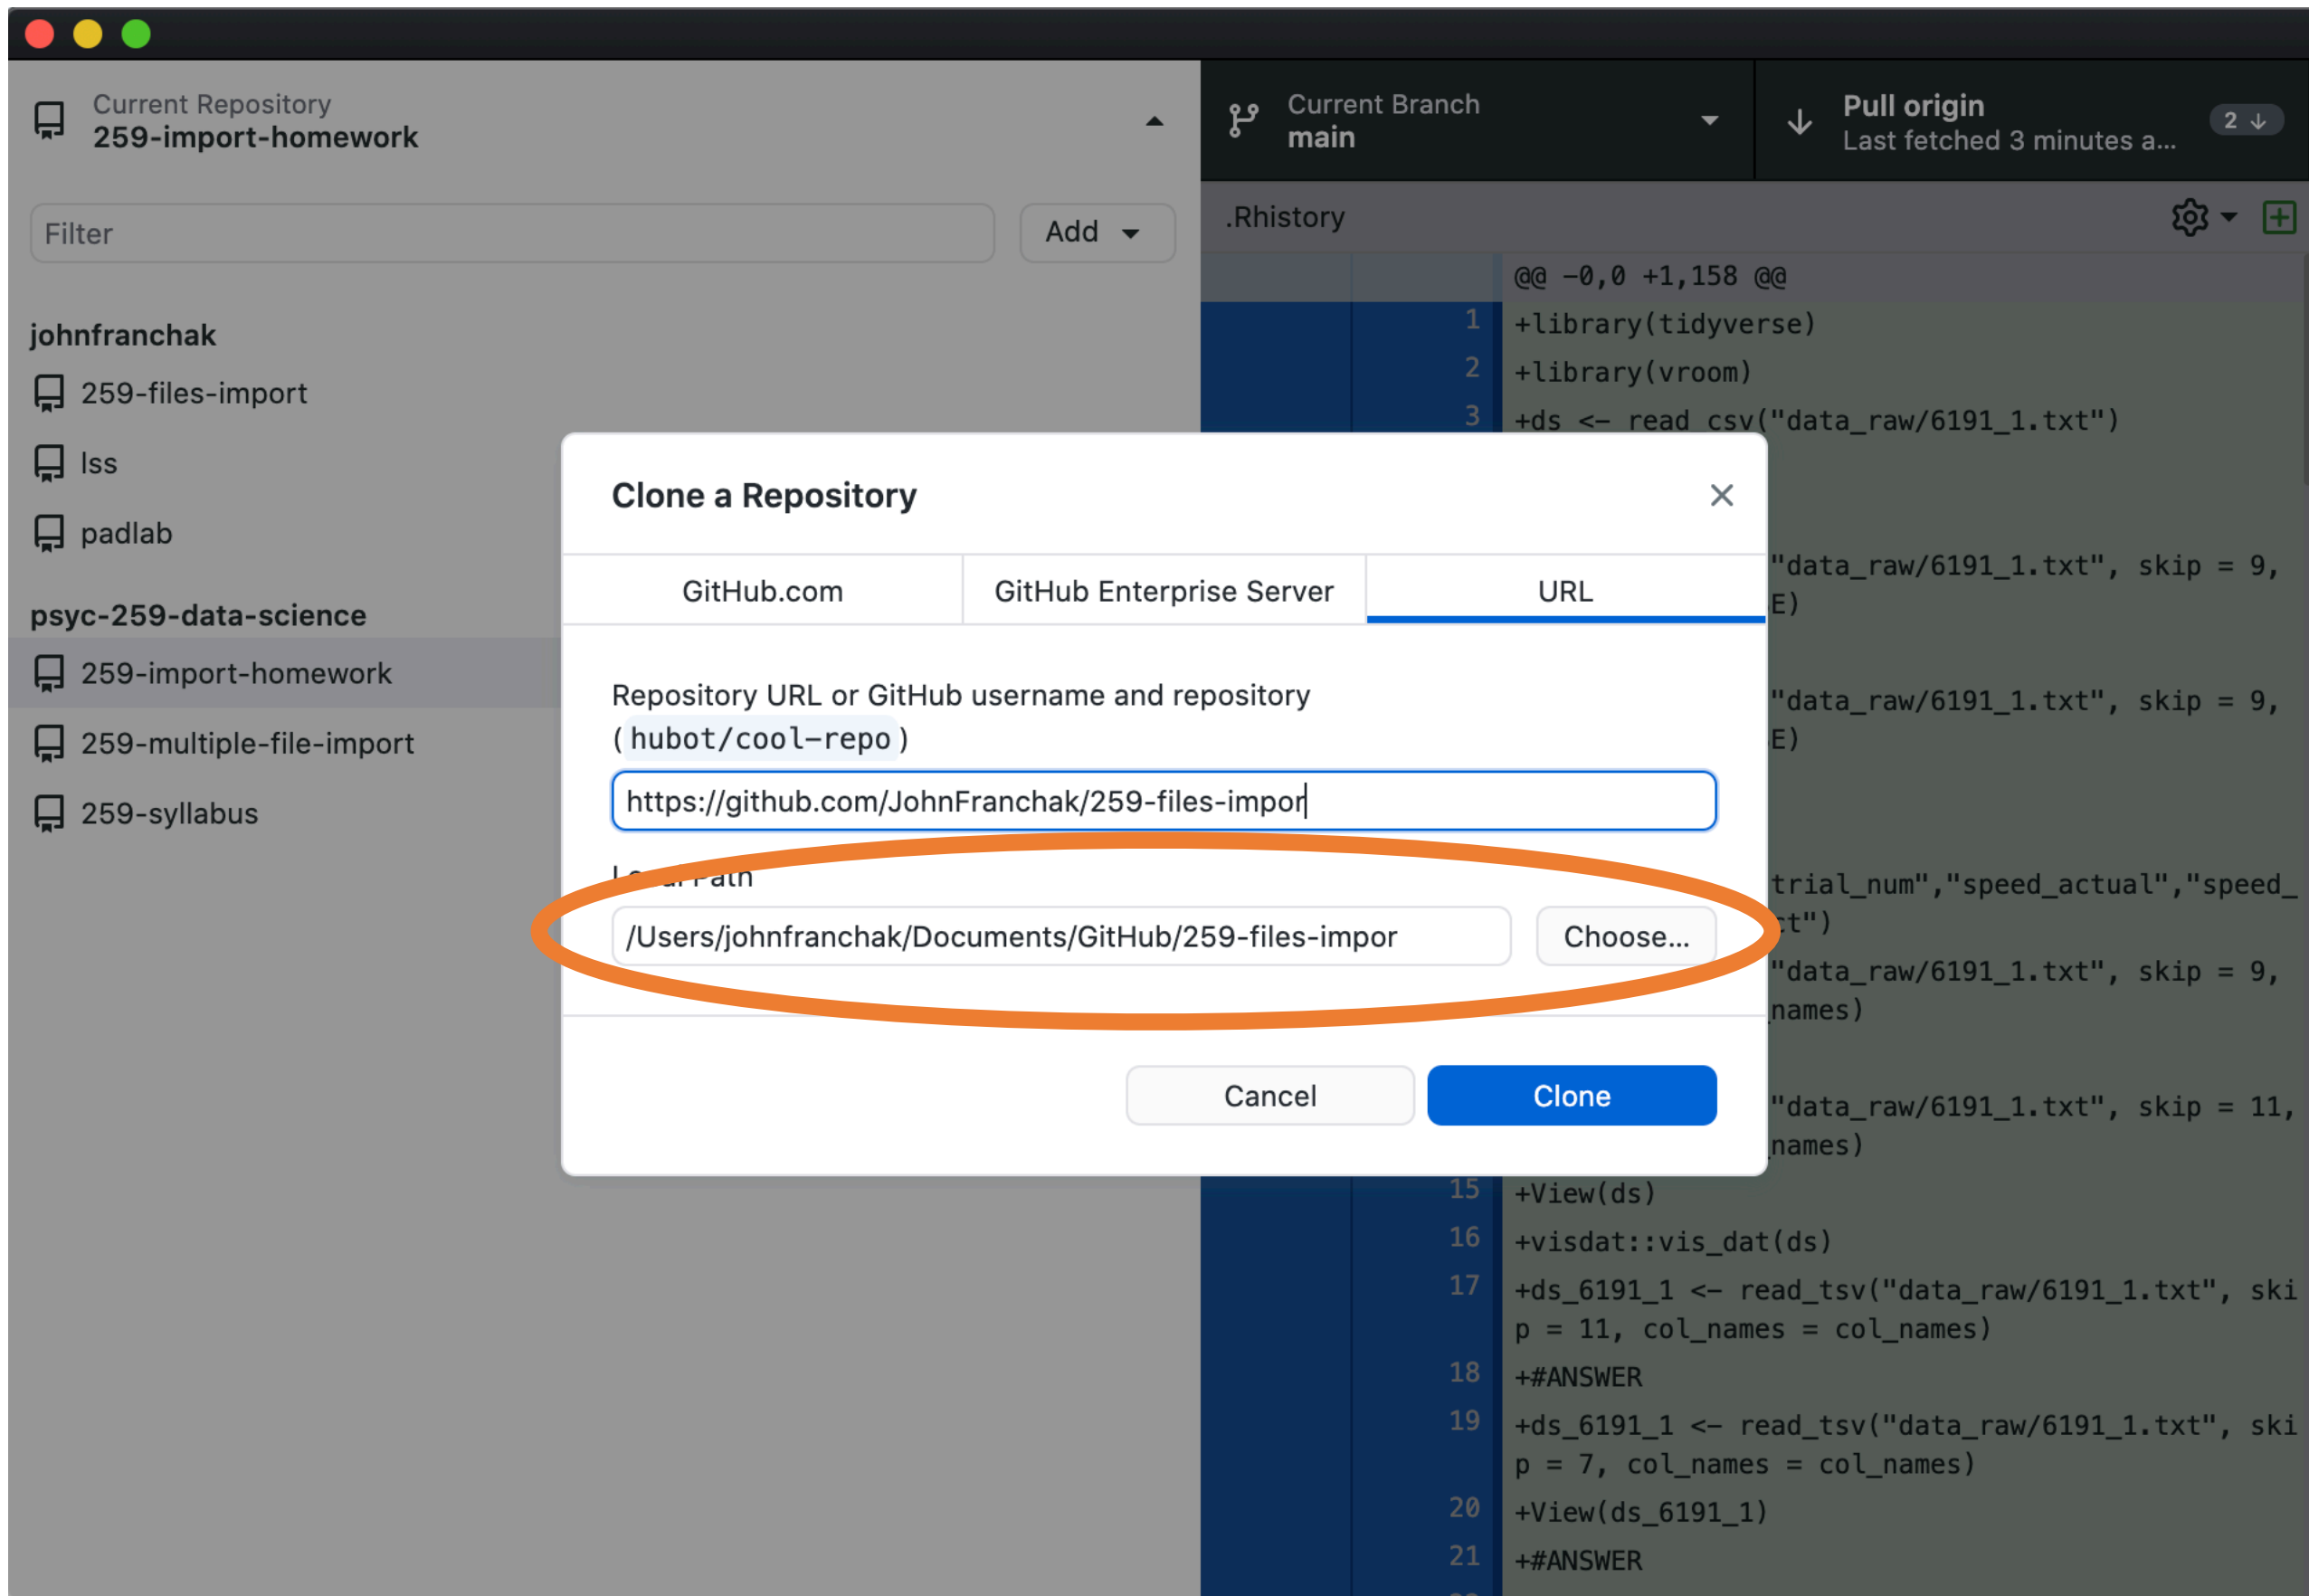 Current Repository
259-import-homework
Current Branch
main
Pull origin
Last fetched 3 minutes a...
2
Filter
Add
.Rhistory
johnfranchak
259-files-import
lss
padlab
psyc-259-data-science
259-import-homework
259-multiple-file-import
259-syllabus
@@ -0,0 +1,158 @@
1 +library(tidyverse)
2 +library(vroom)
3 +ds <- read_csv("data_raw/6191_1.txt")
"data_raw/6191_1.txt", skip = 9,
E)
"data_raw/6191_1.txt", skip = 9,
E)
trial_num","speed_actual","speed_
ct")
"data_raw/6191_1.txt", skip = 9,
names)
"data_raw/6191_1.txt", skip = 11,
names)
15 +View(ds)
16 +visdat::vis_dat(ds)
17 +ds_6191_1 <- read_tsv("data_raw/6191_1.txt", ski
p = 11, col_names = col_names)
18 +#ANSWER
19 +ds_6191_1 <- read_tsv("data_raw/6191_1.txt", ski
p = 7, col_names = col_names)
20 +View(ds_6191_1)
21 +#ANSWER
Clone a Repository
GitHub.com
GitHub Enterprise Server
URL
Repository URL or GitHub username and repository
(hubot/cool-repo)
https://github.com/JohnFranchak/259-files-impor
Local Path
/Users/johnfranchak/Documents/GitHub/259-files-impor
Choose...
Cancel
Clone